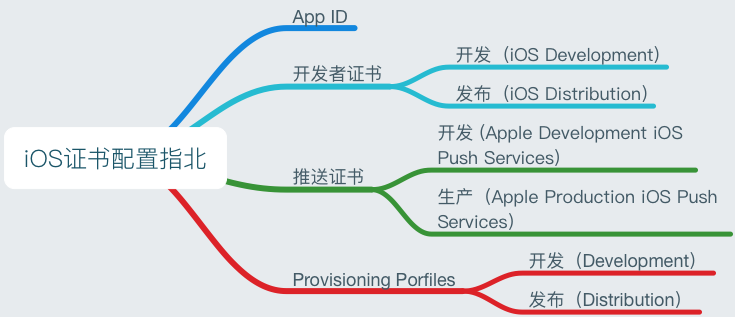 App ID
开发者证书
开发（iOS Development)
发布（iOS Distribution）
iOS证书配置指北
推送证书
开发 (Apple Development iOS
Push Services)
生产（Apple Production iOS Push
Services）
Provisioning Porfiles
开发（Development）
发布（Distribution）